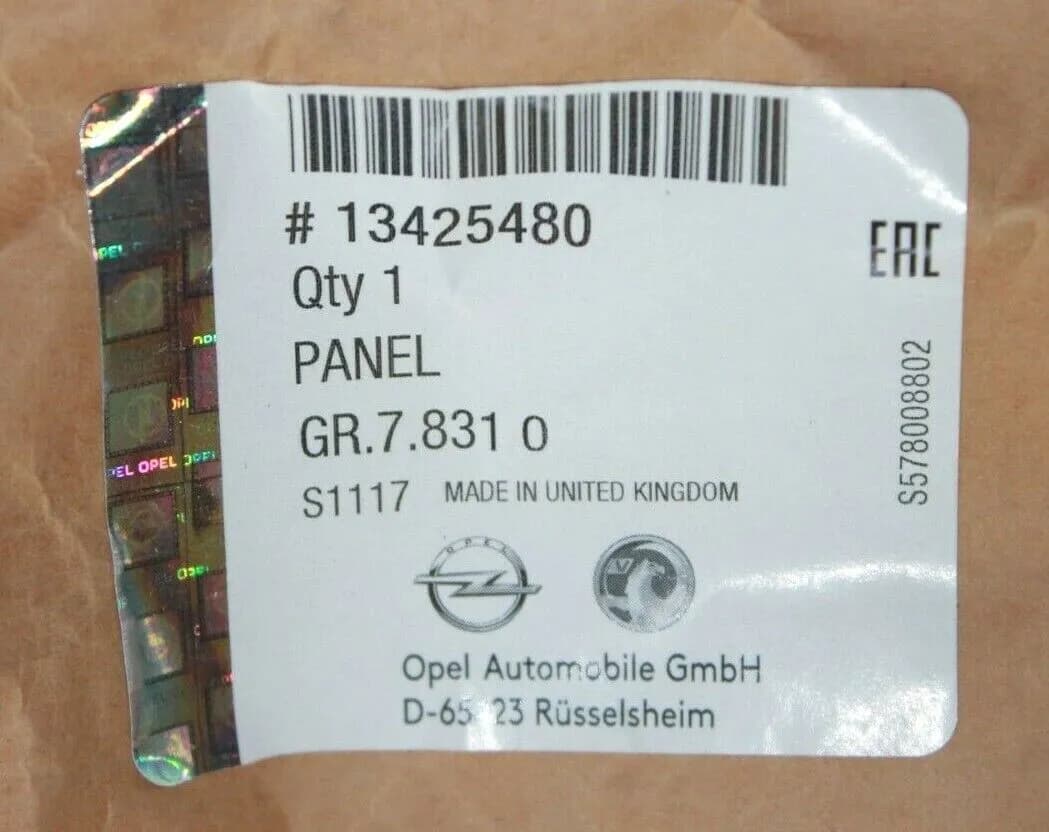 # 13425480
Qty 1
PANEL
GR.7.831 0
S1117 MADE IN UNITED KINGDOM
EAC
S578008802
OPEL
Opel Automobile GmbH
Rüsselsheim
OPEL